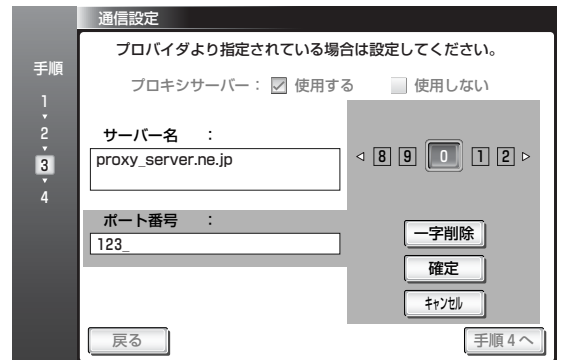 通信設定
プロバイダより指定されている場合は設定してください。
手順
1
2
3
4
プロキシサーバー： 使用する 使用しない
サーバー名 ：
proxy_server.ne.jp
8 9 0 1 2
ポート番号 ：
123_
一字削除
確定
ｷｬﾝｾﾙ
戻る
手順4へ